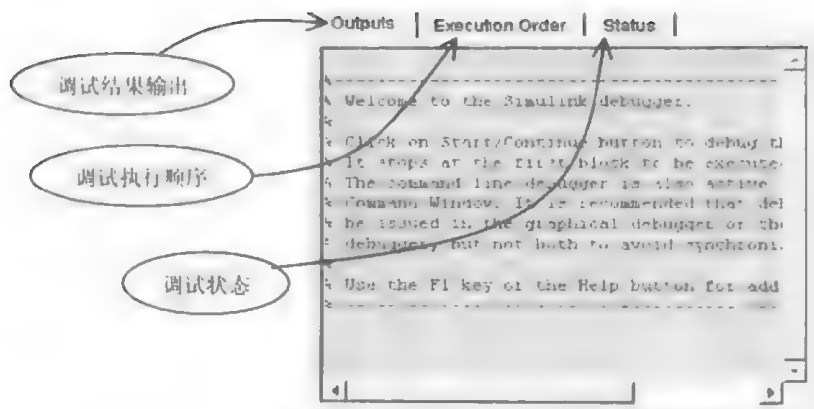 Outputs | Execution Order | Status |
调试结果输出
调试执行顺序
调试状态
%
% Welcome to the Simulink debugger.
%
% Click on Start/Continue button to debug th
% It stops at the first block to be execute
% The command line debugger is also active
% Command Window. It is recommended that deb
% be issued in the graphical debugger or the
% debugger, but not both to avoid synchroni
%
% Use the F1 key or the Help button for add
%